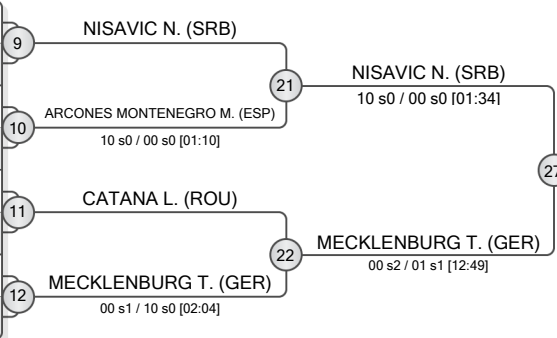 NISAVIC N. (SRB)
9
21
NISAVIC N. (SRB)
10 s0 / 00 s0 [01:34]
ARCONES MONTENEGRO M. (ESP)
10
10 s0 / 00 s0 [01:10]
27
CATANA L. (ROU)
11
22
MECKLENBURG T. (GER)
00 s2 / 01 s1 [12:49]
MECKLENBURG T. (GER)
12
00 s1 / 10 s0 [02:04]